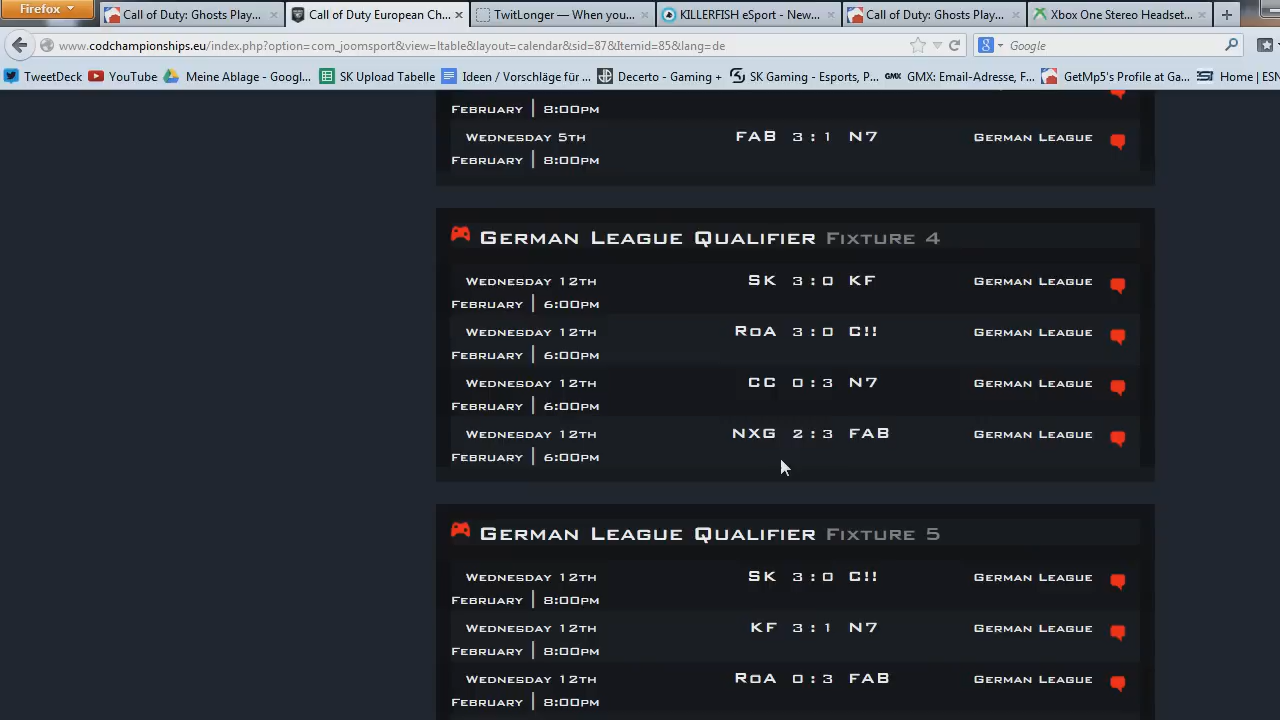 Firefox
Call of Duty: Ghosts Play...
Call of Duty European Ch...
TwitLonger — When you...
KILLERFISH eSport - New...
Call of Duty: Ghosts Play...
Xbox One Stereo Headset...
www.codchampionships.eu/index.php?option=com_joomsport&view=ltable&layout=calendar&sid=87&Itemid=85&lang=de
Google
TweetDeck
YouTube
Meine Ablage - Googl...
SK Upload Tabelle
Ideen / Vorschläge für ...
Decerto - Gaming +
SK Gaming - Esports, P...
GMX: Email-Adresse, F...
GetMp5's Profile at Ga...
Home | ESN
February | 8:00pm
Wednesday 5th FAB 3 : 1 N7 German League
February | 8:00pm
German League Qualifier Fixture 4
Wednesday 12th SK 3 : 0 KF German League
February | 6:00pm
Wednesday 12th RoA 3 : 0 C!! German League
February | 6:00pm
Wednesday 12th CC 0 : 3 N7 German League
February | 6:00pm
Wednesday 12th NXG 2 : 3 FAB German League
February | 6:00pm
German League Qualifier Fixture 5
Wednesday 12th SK 3 : 0 C!! German League
February | 8:00pm
Wednesday 12th KF 3 : 1 N7 German League
February | 8:00pm
Wednesday 12th RoA 0 : 3 FAB German League
February | 8:00pm